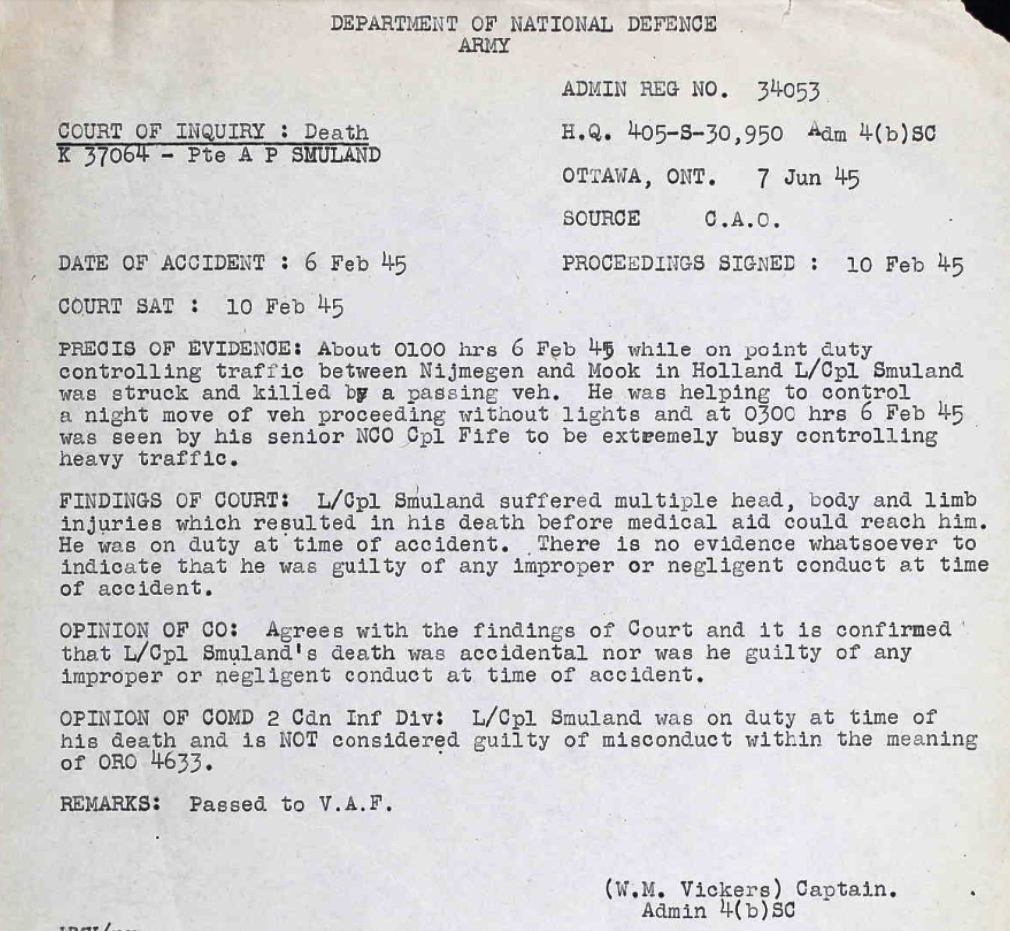 DEPARTMENT OF NATIONAL DEFENCE
ARMY
ADMIN REG NO. 34053
COURT OF INQUIRY : Death
K 37064 - Pte A P SMULAND
H.Q. 405-S-30,950 Adm 4(b)SC
OTTAWA, ONT. 7 Jun 45
SOURCE C.A.O.
DATE OF ACCIDENT : 6 Feb 45
PROCEEDINGS SIGNED : 10 Feb 45
COURT SAT : 10 Feb 45
PRECIS OF EVIDENCE: About 0100 hrs 6 Feb 45 while on point duty
controlling traffic between Nijmegen and Mook in Holland L/Cpl Smuland
was struck and killed by a passing veh. He was helping to control
a night move of veh proceeding without lights and at 0300 hrs 6 Feb 45
was seen by his senior NCO Cpl Fife to be extremely busy controlling
heavy traffic.
FINDINGS OF COURT: L/Cpl Smuland suffered multiple head, body and limb
injuries which resulted in his death before medical aid could reach him.
He was on duty at time of accident. There is no evidence whatsoever to
indicate that he was guilty of any improper or negligent conduct at time
of accident.
OPINION OF CO: Agrees with the findings of Court and it is confirmed
that L/Cpl Smuland's death was accidental nor was he guilty of any
improper or negligent conduct at time of accident.
OPINION OF COMD 2 Cdn Inf Div: L/Cpl Smuland was on duty at time of
his death and is NOT considered guilty of misconduct within the meaning
of ORO 4633.
REMARKS: Passed to V.A.F.
(W.M. Vickers) Captain.
Admin 4(b)SC